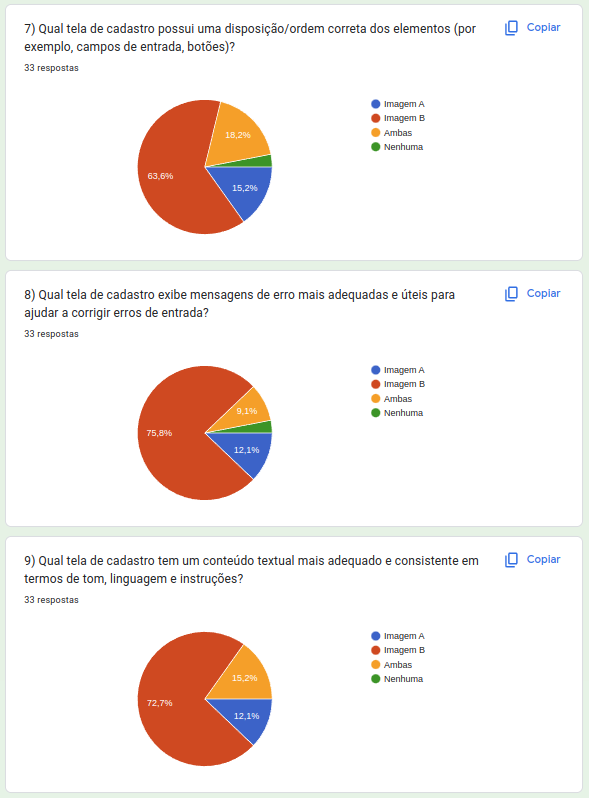 7) Qual tela de cadastro possui uma disposição/ordem correta dos elementos (por
exemplo, campos de entrada, botões)?
Copiar
33 respostas
18,2%
63,6%
15,2%
Imagem A
Imagem B
Ambas
Nenhuma
8) Qual tela de cadastro exibe mensagens de erro mais adequadas e úteis para
ajudar a corrigir erros de entrada?
Copiar
33 respostas
9,1%
75,8%
12,1%
Imagem A
Imagem B
Ambas
Nenhuma
9) Qual tela de cadastro tem um conteúdo textual mais adequado e consistente em
termos de tom, linguagem e instruções?
Copiar
33 respostas
15,2%
72,7%
12,1%
Imagem A
Imagem B
Ambas
Nenhuma